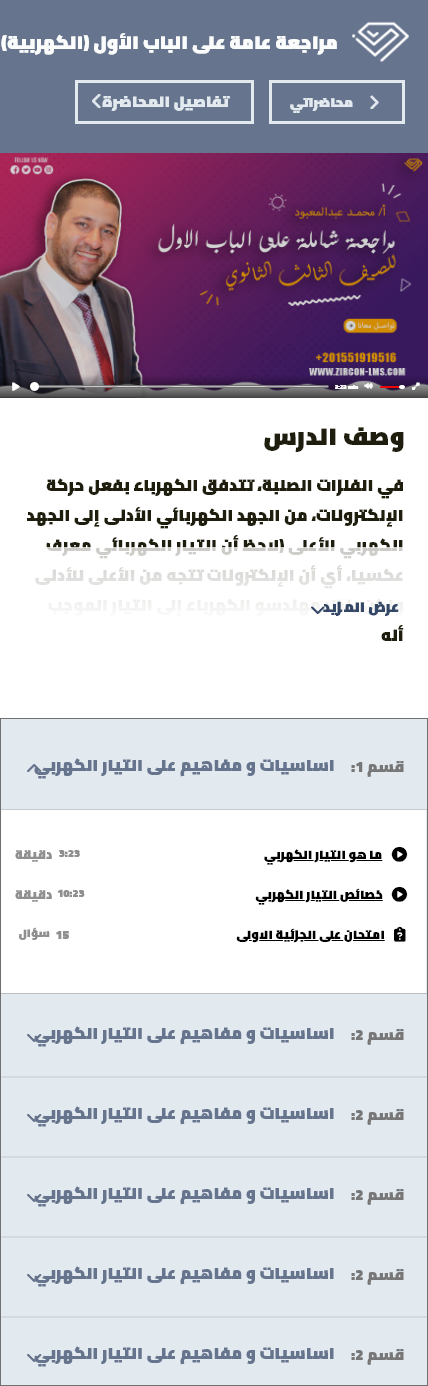 مراجعة عامة على الباب الأول (الكهربية)
محاضراتي
تفاصيل المحاضرة
FOLLOW US NOW
أ/ محمد عبدالمعبود
مراجعة شاملة على الباب الاول
للصف الثالث الثانوي
تواصل معانا
+201551919516
WWW.ZIRCON-LMS.COM
وصف الدرس
في الفلزات الصلبة، تتدفق الكهرباء بفعل حركة
الإلكترونات، من الجهد الكهربائي الأدنى إلى الجهد
الكهربي الأعلى (لاحظ أن التيار الكهربائي معرف
عكسيا، أي أن الإلكترونات تتجه من الأعلى للأدنى
مهندسو الكهرباء إلى التيار الموجب
عرض المزيد
أله
قسم 1: اساسيات و مفاهيم على التيار الكهربي
ما هو التيار الكهربي 3:23 دقيقة
خصائص التيار الكهربي 10:23 دقيقة
امتحان على الجزئية الاولى 15 سؤال
قسم 2: اساسيات و مفاهيم على التيار الكهربي
قسم 2: اساسيات و مفاهيم على التيار الكهربي
قسم 2: اساسيات و مفاهيم على التيار الكهربي
قسم 2: اساسيات و مفاهيم على التيار الكهربي
قسم 2: اساسيات و مفاهيم على التيار الكهربي